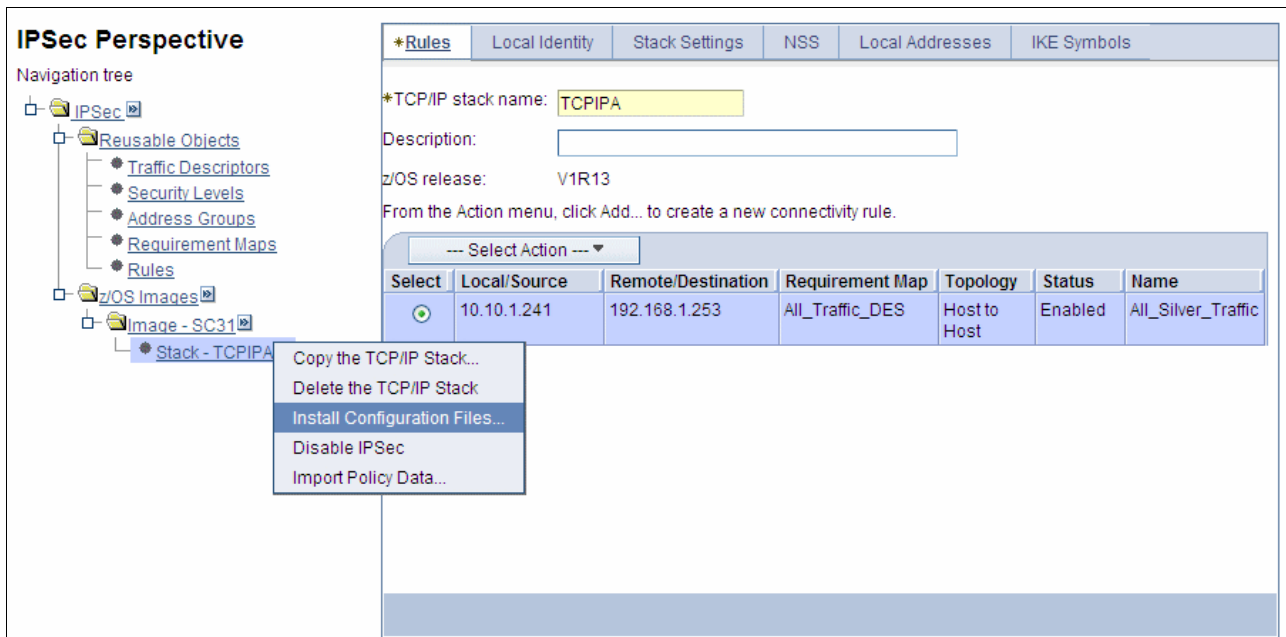 IPSec Perspective
Navigation tree
IPSec
Reusable Objects
Traffic Descriptors
Security Levels
Address Groups
Requirement Maps
Rules
z/OS Images
Image - SC31
Stack - TCPIPA
Copy the TCP/IP Stack...
Delete the TCP/IP Stack
Install Configuration Files...
Disable IPSec
Import Policy Data...
*Rules Local Identity Stack Settings NSS Local Addresses IKE Symbols
*TCP/IP stack name: TCPIPA
Description:
z/OS release: V1R13
From the Action menu, click Add... to create a new connectivity rule.
--- Select Action ---
Select Local/Source Remote/Destination Requirement Map Topology Status Name
10.10.1.241 192.168.1.253 All_Traffic_DES Host to Enabled All_Silver_Traffic
Host